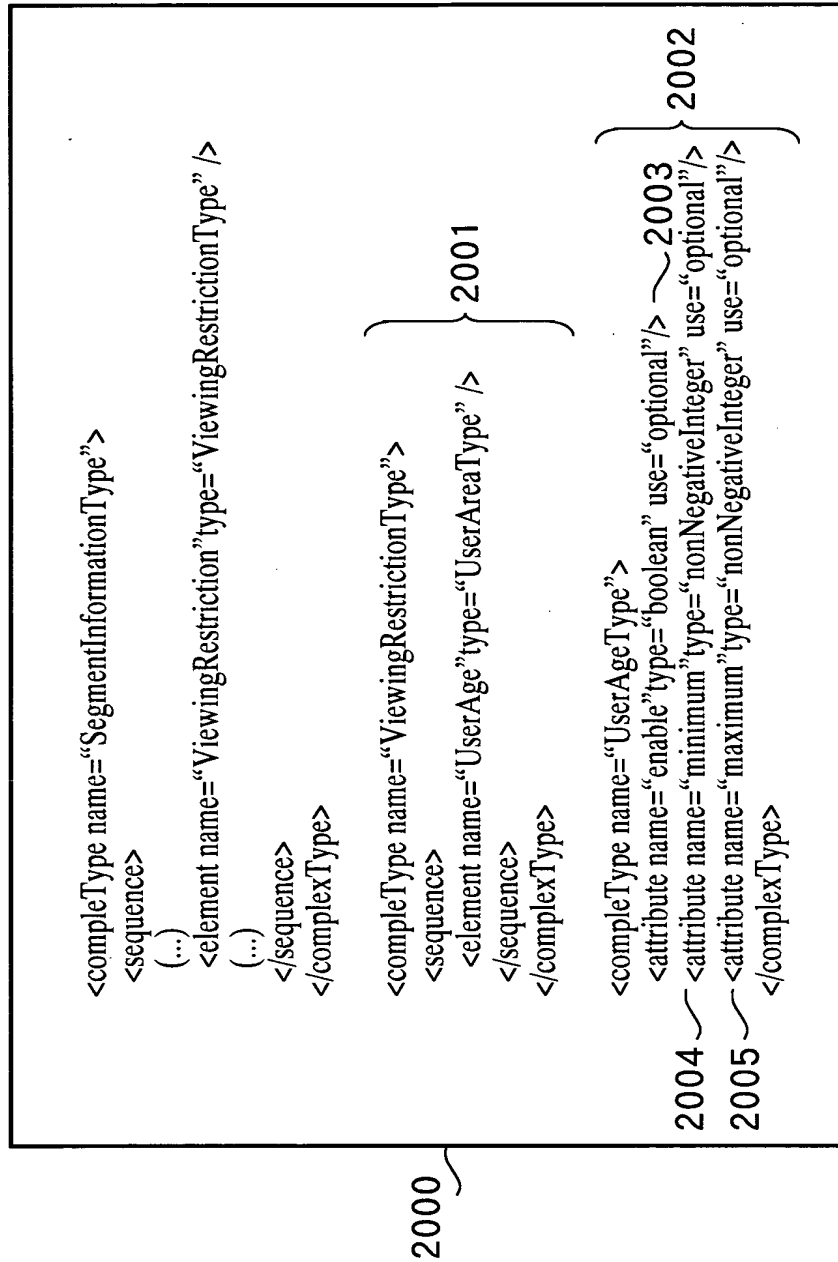 <compleType name=“SegmentInformationType”>
<sequence>
(...)
<element name=“ViewingRestriction”type=“ViewingRestrictionType” />
(...)
</sequence>
</complexType>
<compleType name=“ViewingRestrictionType”>
<sequence>
<element name=“UserAge”type=“UserAreaType” />
</sequence>
</complexType>
2001
<compleType name=“UserAgeType”>
<attribute name=“enable”type=“boolean” use=“optional”/> 2003
2004 <attribute name=“minimum”type=“nonNegativeInteger” use=“optional”/>
2005 <attribute name=“maximum”type=“nonNegativeInteger” use=“optional”/>
</complexType>
2002
2000